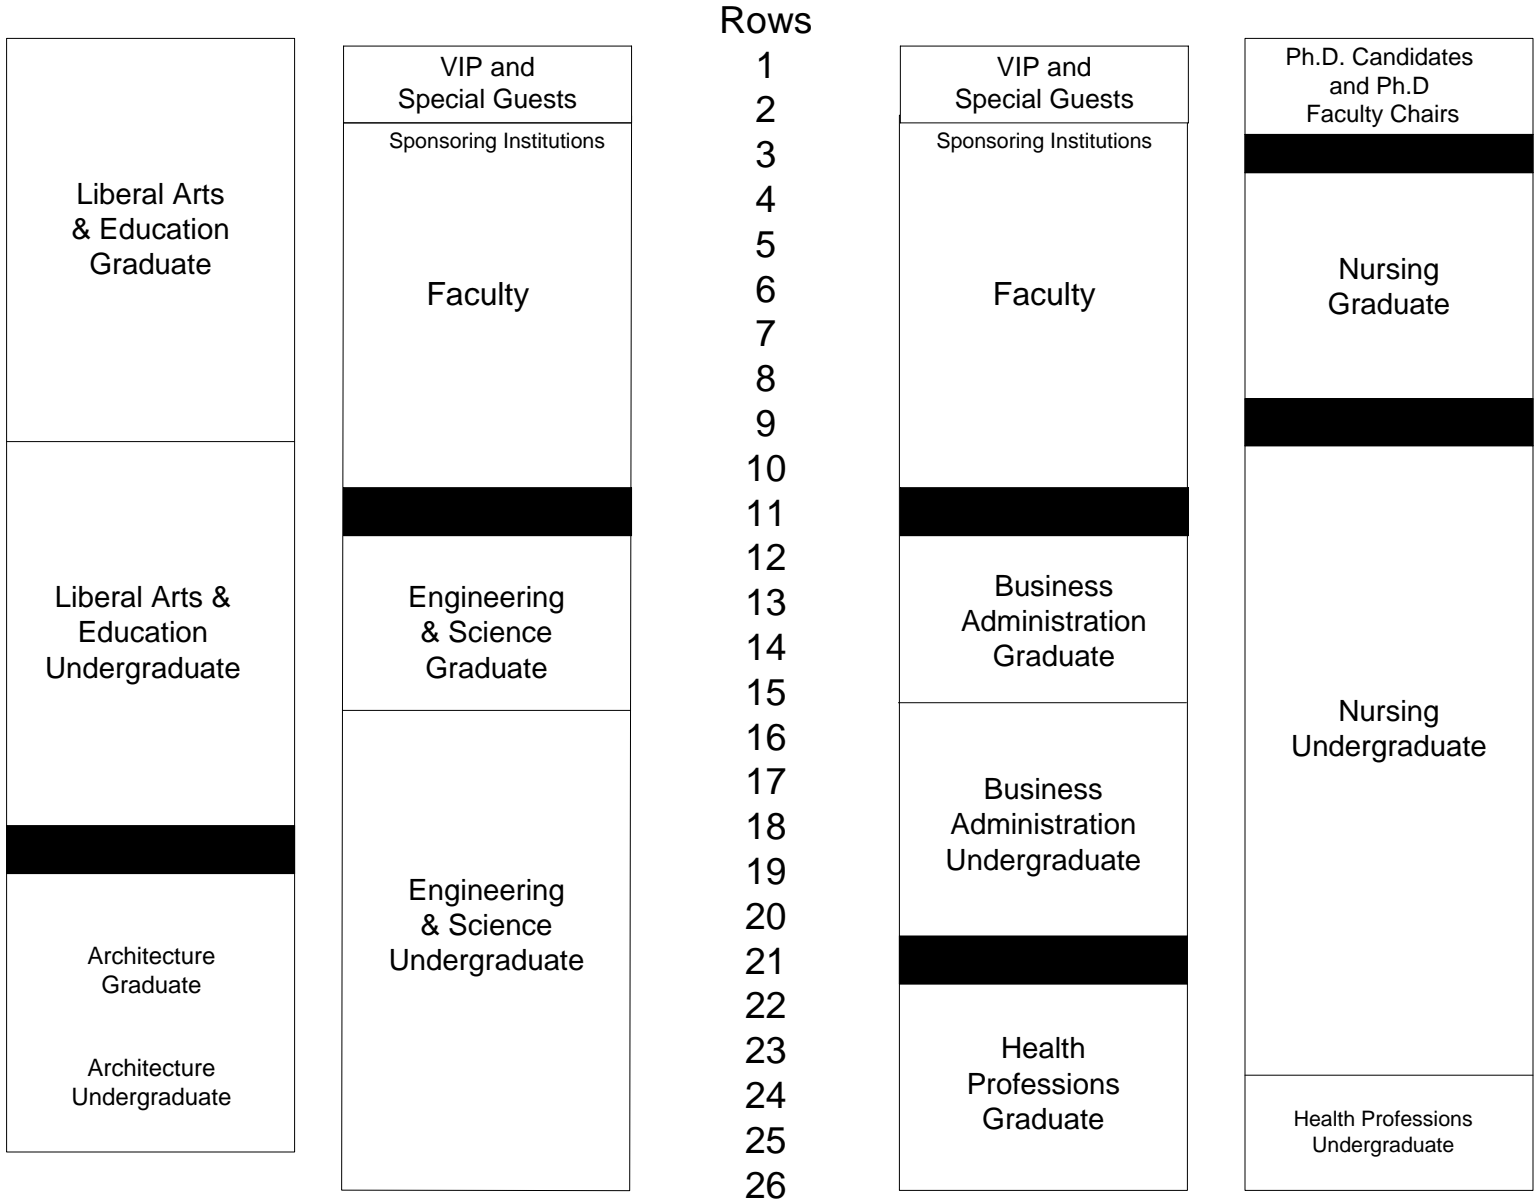 Rows
Liberal Arts
& Education
Graduate
Liberal Arts &
Education
Undergraduate
Architecture
Graduate
Architecture
Undergraduate
VIP and
Special Guests
Sponsoring Institutions
Faculty
Engineering
& Science
Graduate
Engineering
& Science
Undergraduate
1
2
3
4
5
6
7
8
9
10
11
12
13
14
15
16
17
18
19
20
21
22
23
24
25
26
VIP and
Special Guests
Sponsoring Institutions
Faculty
Business
Administration
Graduate
Business
Administration
Undergraduate
Health
Professions
Graduate
Ph.D. Candidates
and Ph.D
Faculty Chairs
Nursing
Graduate
Nursing
Undergraduate
Health Professions
Undergraduate